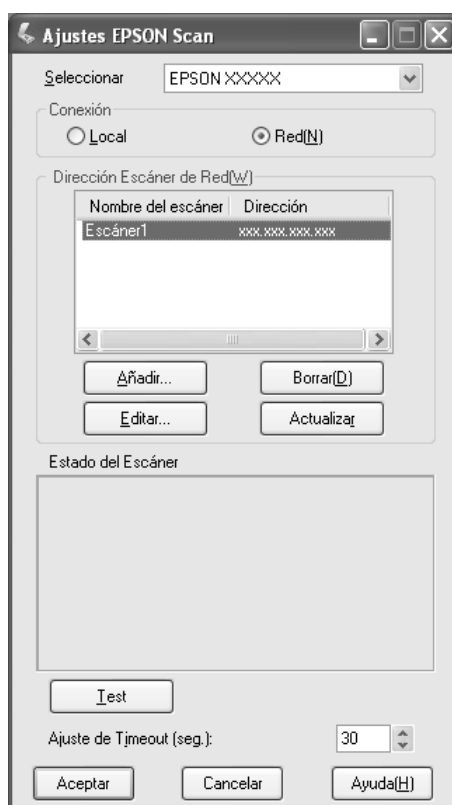 Ajustes EPSON Scan
Seleccionar EPSON XXXXX
Conexión
Local Red(N)
Dirección Escáner de Red(W)
Nombre del escáner Dirección
Escáner1 xxx.xxx.xxx.xxx
Añadir... Borrar(D)
Editar... Actualizar
Estado del Escáner
Test
Ajuste de Timeout (seg.): 30
Aceptar Cancelar Ayuda(H)